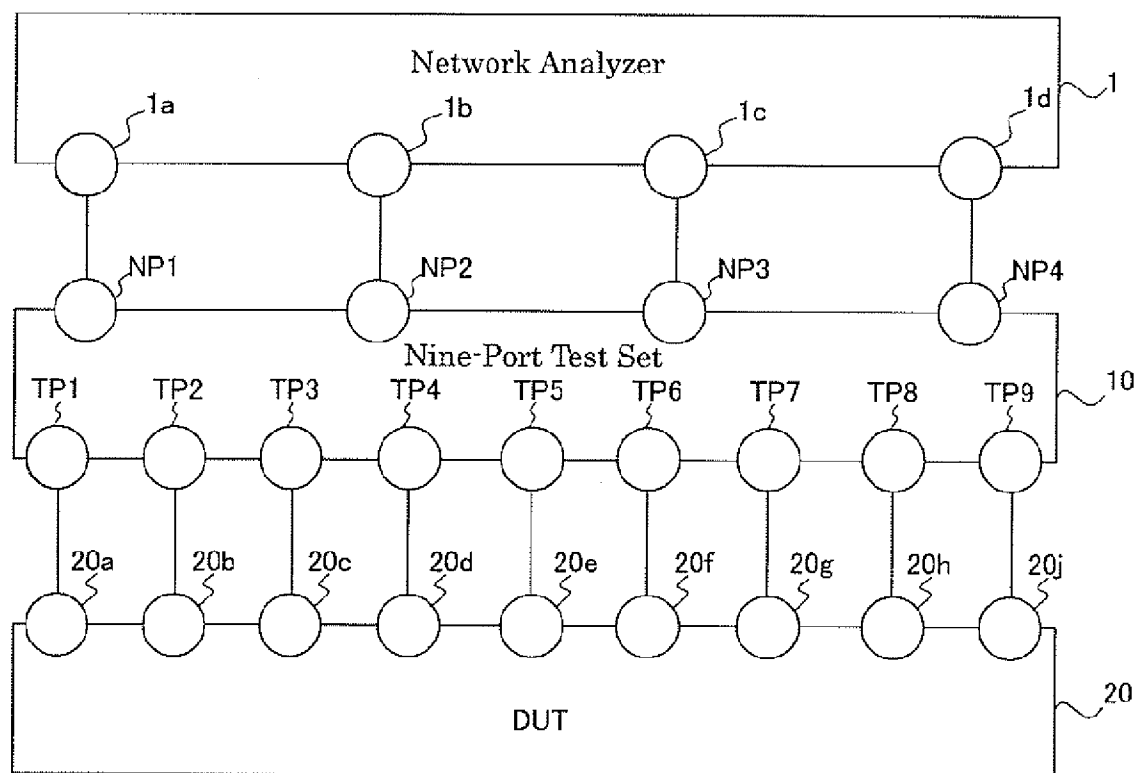 Network Analyzer
1
1a 1b 1c 1d
NP1 NP2 NP3 NP4
Nine-Port Test Set
10
TP1 TP2 TP3 TP4 TP5 TP6 TP7 TP8 TP9
20a 20b 20c 20d 20e 20f 20g 20h 20j
20
DUT